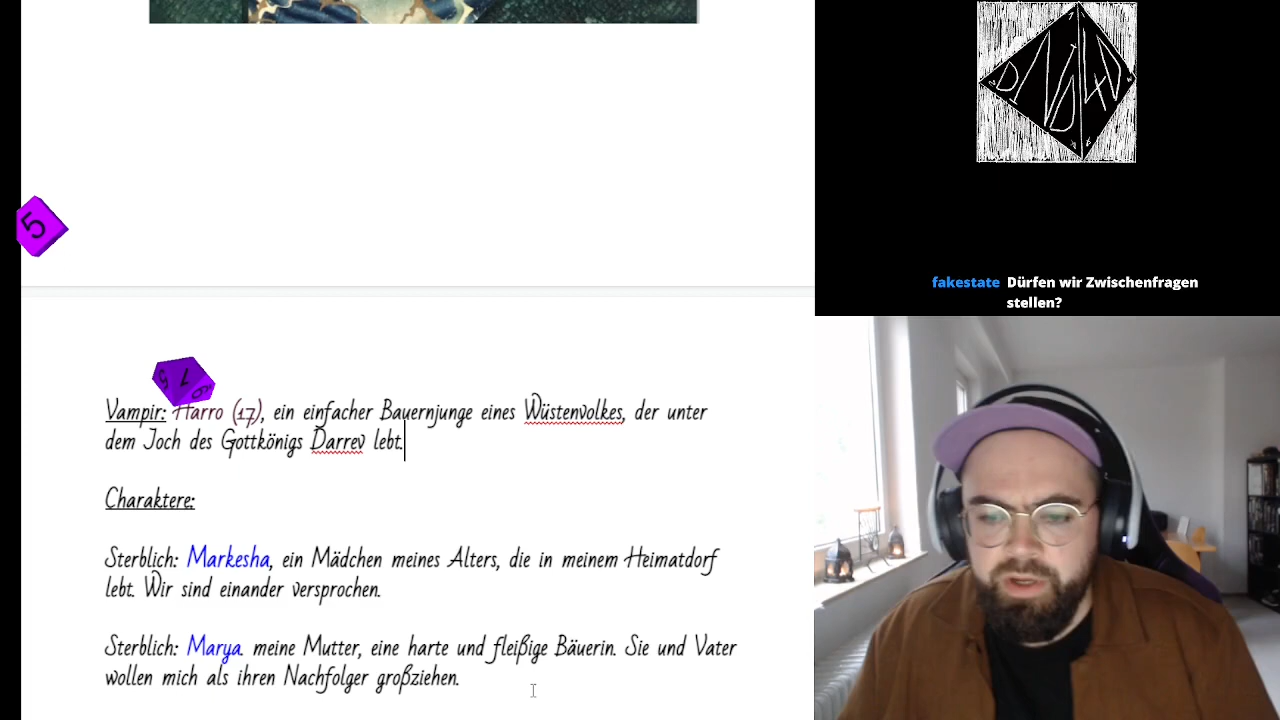 5
fakestate Dürfen wir Zwischenfragen
stellen?
Vampir: Harro (17), ein einfacher Bauernjunge eines Wüstenvolkes, der unter
dem Joch des Gottkönigs Darrev lebt.
Charaktere:
Sterblich: Markesha, ein Mädchen meines Alters, die in meinem Heimatdorf
lebt. Wir sind einander versprochen.
Sterblich: Marya. meine Mutter, eine harte und fleißige Bäuerin. Sie und Vater
wollen mich als ihren Nachfolger großziehen.